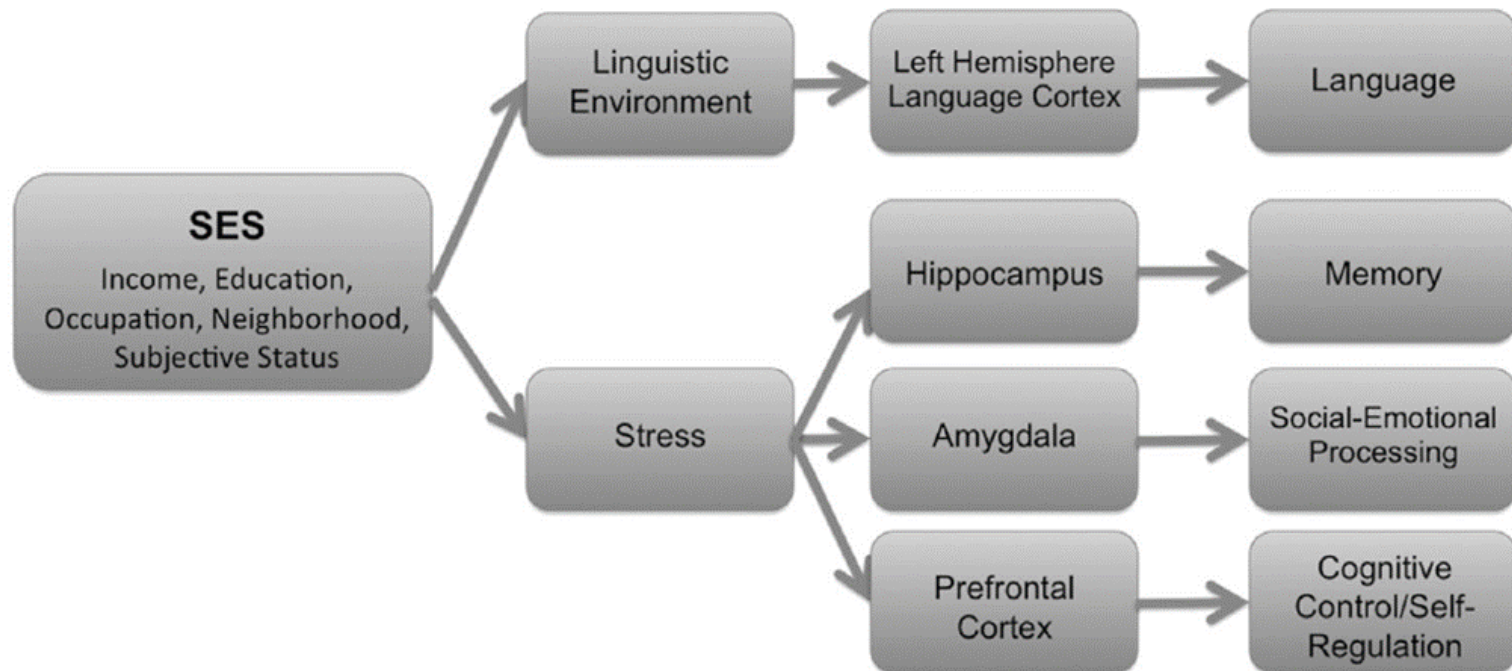 Linguistic
Environment
Left Hemisphere
Language Cortex
Language
SES
Income, Education,
Occupation, Neighborhood,
Subjective Status
Hippocampus
Memory
Stress
Amygdala
Social-Emotional
Processing
Prefrontal
Cortex
Cognitive
Control/Self-
Regulation